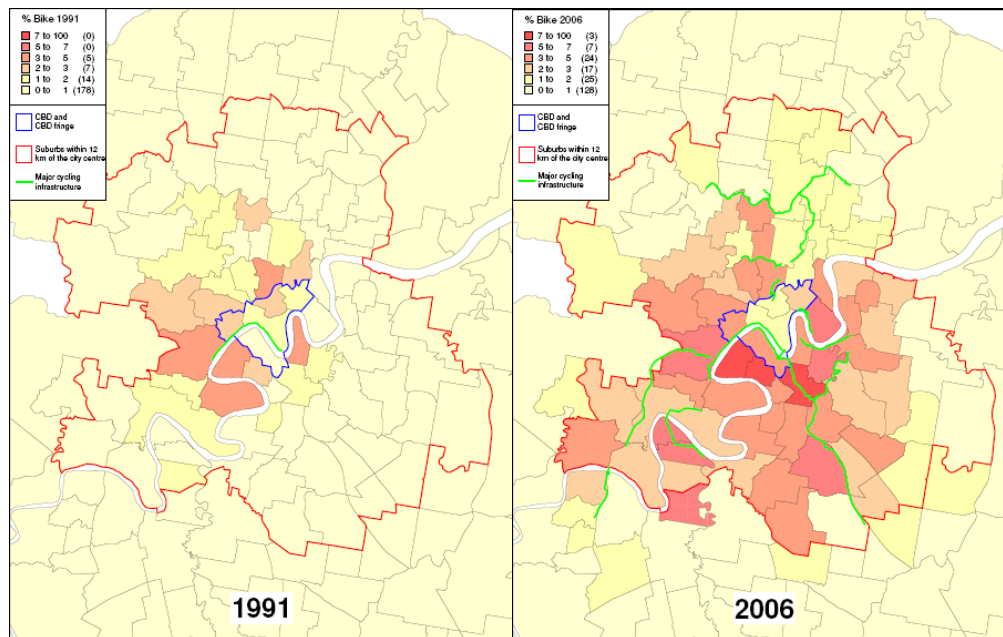 % Bike 1991
7 to 100 (0)
5 to 7 (0)
3 to 5 (5)
2 to 3 (7)
1 to 2 (14)
0 to 1 (178)
CBD and
CBD fringe
Suburbs within 12
km of the city centre
Major cycling
infrastructure
1991
% Bike 2006
7 to 100 (3)
5 to 7 (7)
3 to 5 (24)
2 to 3 (17)
1 to 2 (25)
0 to 1 (128)
CBD and
CBD fringe
Suburbs within 12
km of the city centre
Major cycling
infrastructure
2006